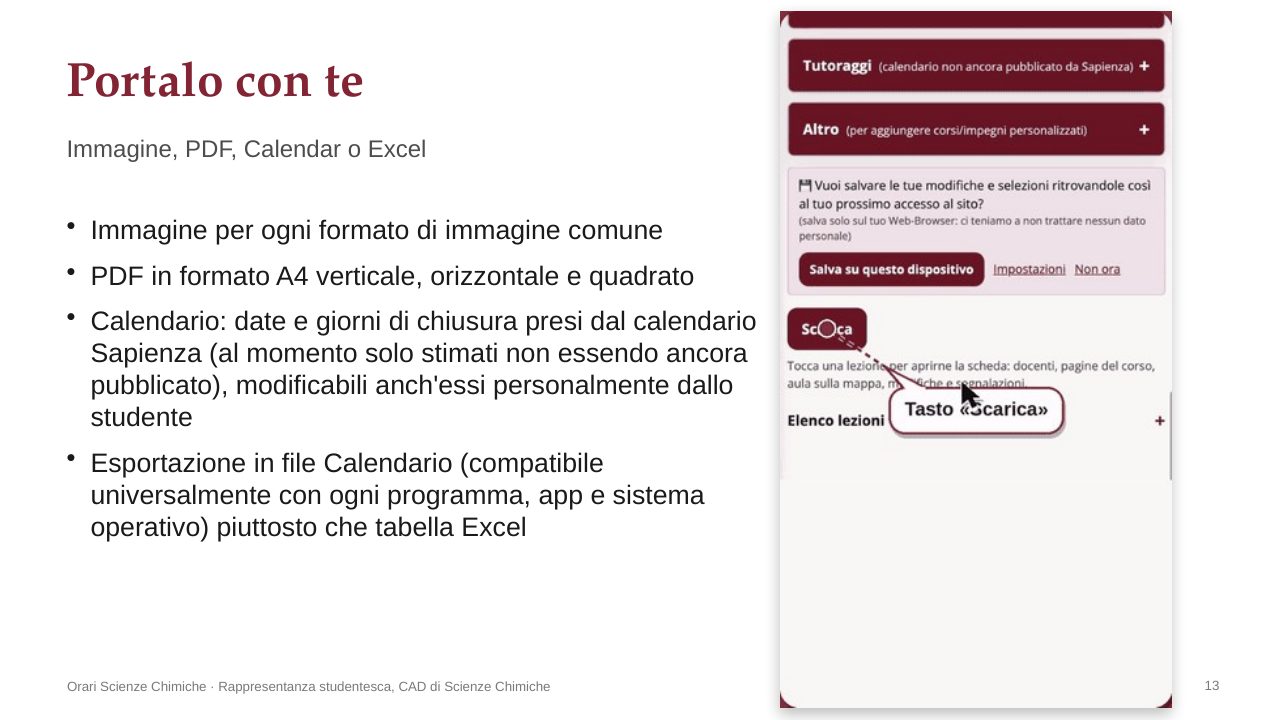 Portalo con te
Immagine, PDF, Calendar o Excel
• Immagine per ogni formato di immagine comune
• PDF in formato A4 verticale, orizzontale e quadrato
• Calendario: date e giorni di chiusura presi dal calendario
Sapienza (al momento solo stimati non essendo ancora
pubblicato), modificabili anch'essi personalmente dallo
studente
• Esportazione in file Calendario (compatibile
universalmente con ogni programma, app e sistema
operativo) piuttosto che tabella Excel
Tutoraggi (calendario non ancora pubblicato da Sapienza) +
Altro (per aggiungere corsi/impegni personalizzati) +
Vuoi salvare le tue modifiche e selezioni ritrovandole così
al tuo prossimo accesso al sito?
(salva solo sul tuo Web-Browser: ci teniamo a non trattare nessun dato
personale)
Salva su questo dispositivo Impostazioni Non ora
Tocca una lezione per aprirne la scheda: docenti, pagine del corso,
aula sulla mappa, e segnalazioni.
Tasto «Scarica»
Elenco lezioni +
Orari Scienze Chimiche · Rappresentanza studentesca, CAD di Scienze Chimiche
13